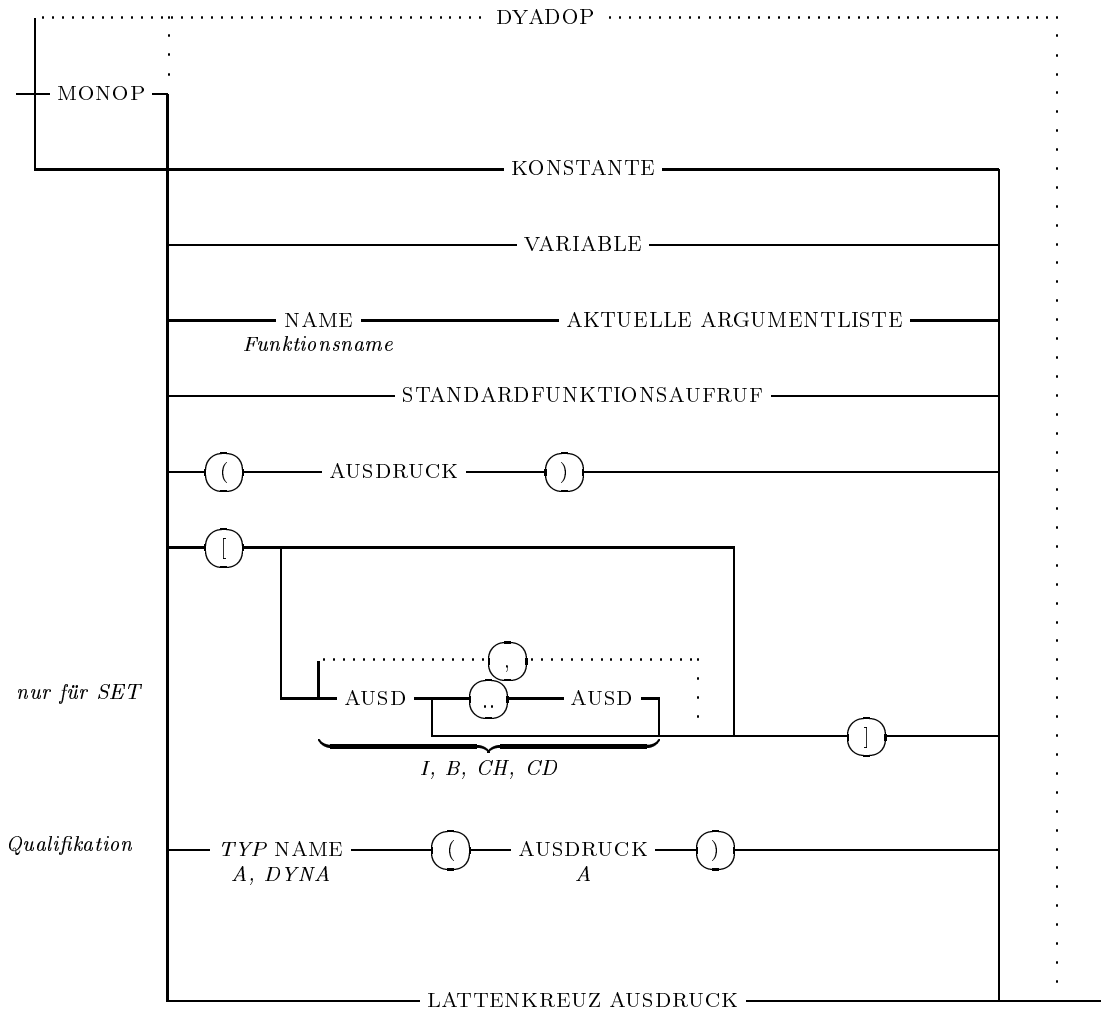 DYADOP
MONOP
KONSTANTE
VARIABLE
NAME AKTUELLE ARGUMENTLISTE
Funktionsname
STANDARDFUNKTIONSAUFRUF
( AUSDRUCK )
[
,
nur für SET AUSD .. AUSD
]
I, B, CH, CD
Qualifikation TYP NAME ( AUSDRUCK )
A, DYNA A
LATTENKREUZ AUSDRUCK